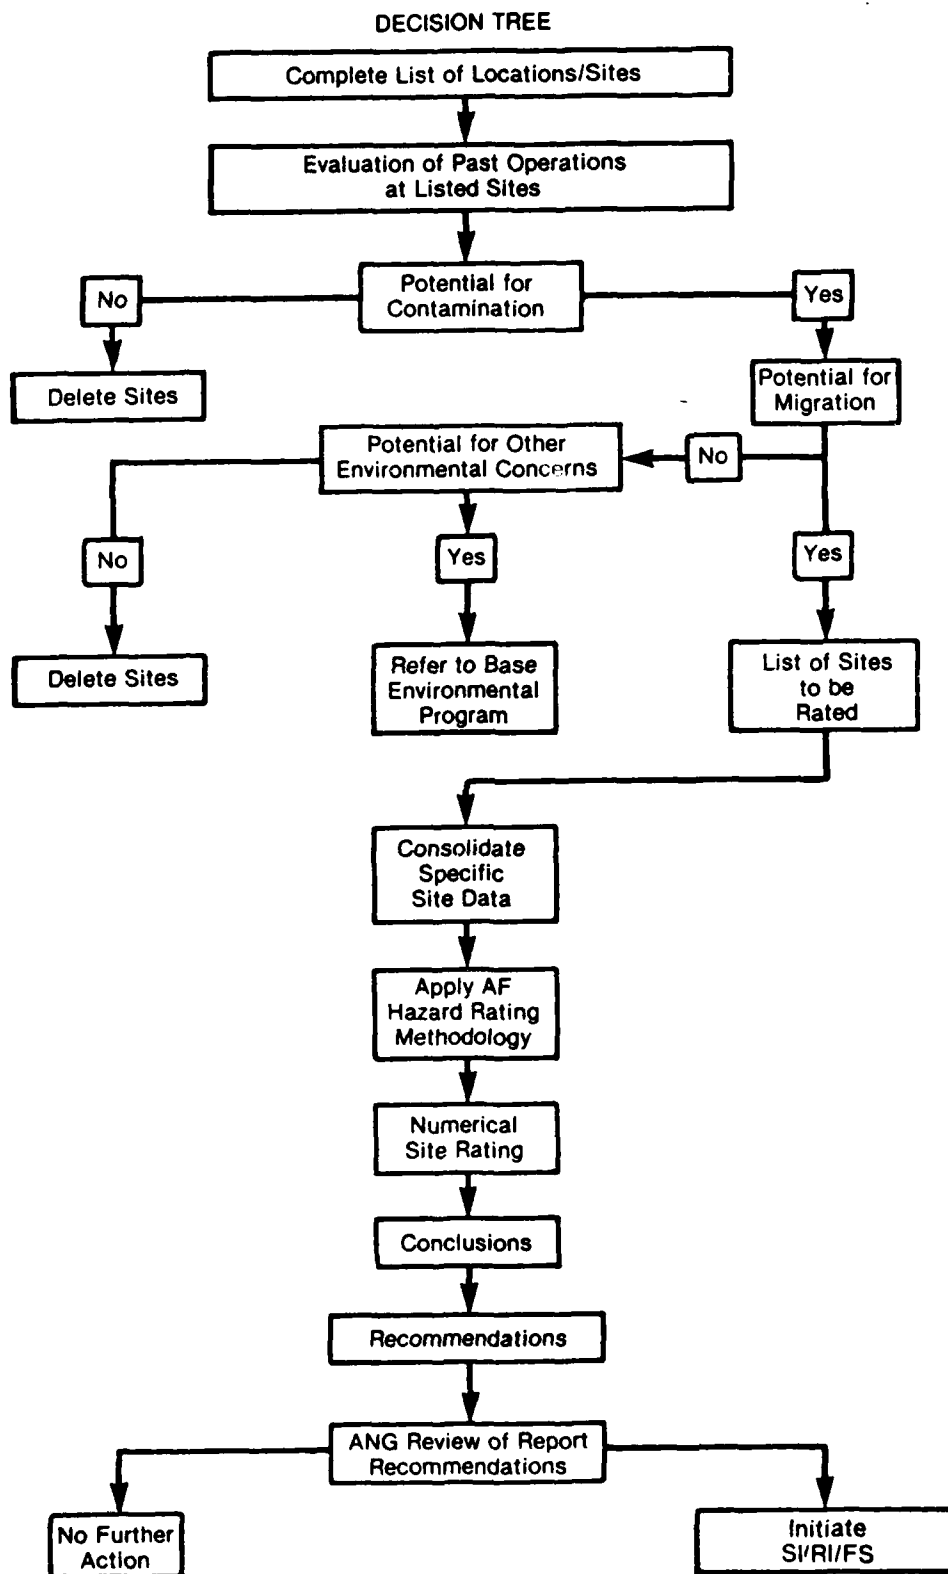 DECISION TREE
Complete List of Locations/Sites
Evaluation of Past Operations
at Listed Sites
Potential for
Contamination
No
Yes
Delete Sites
Potential for
Migration
Potential for Other
Environmental Concerns
No
No
Yes
Yes
Delete Sites
Refer to Base
Environmental
Program
List of Sites
to be
Rated
Consolidate
Specific
Site Data
Apply AF
Hazard Rating
Methodology
Numerical
Site Rating
Conclusions
Recommendations
ANG Review of Report
Recommendations
No Further
Action
Initiate
SI/RI/FS